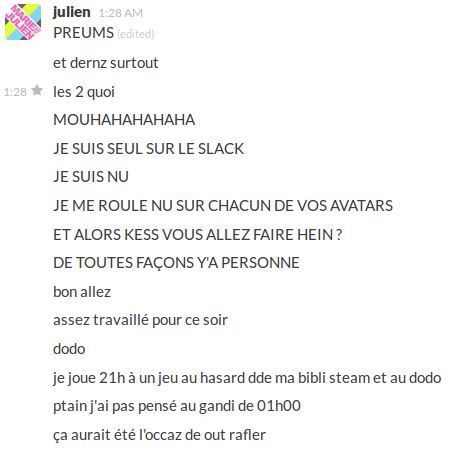 MARIE
JULIEN
julien 1:28 AM
PREUMS (edited)
et dernz surtout
1:28 les 2 quoi
MOUHAHAHAHAHA
JE SUIS SEUL SUR LE SLACK
JE SUIS NU
JE ME ROULE NU SUR CHACUN DE VOS AVATARS
ET ALORS KESS VOUS ALLEZ FAIRE HEIN ?
DE TOUTES FAÇONS Y'A PERSONNE
bon allez
assez travaillé pour ce soir
dodo
je joue 21h à un jeu au hasard dde ma bibli steam et au dodo
ptain j'ai pas pensé au gandi de 01h00
ça aurait été l'occaz de out rafler